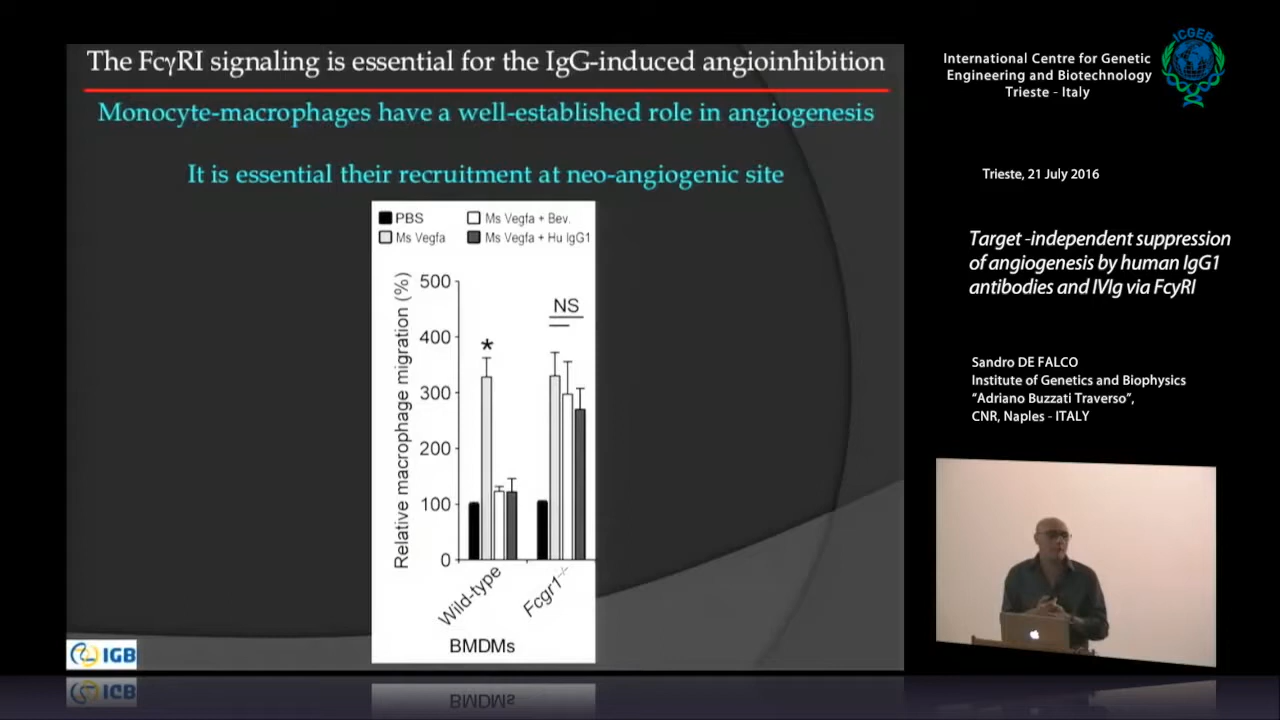 The FcγRI signaling is essential for the IgG-induced angioinhibition
Monocyte-macrophages have a well-established role in angiogenesis
It is essential their recruitment at neo-angiogenic site
PBS
Ms Vegfa + Bev.
Ms Vegfa
Ms Vegfa + Hu IgG1
Relative macrophage migration (%)
500
400
300
200
100
0
*
NS
Wild-type
Fcgr1-/-
BMDMs
IGB
ICGEB
International Centre for Genetic
Engineering and Biotechnology
Trieste - Italy
Trieste, 21 July 2016
Target -independent suppression
of angiogenesis by human IgG1
antibodies and IVIg via FcγRI
Sandro DE FALCO
Institute of Genetics and Biophysics
“Adriano Buzzati Traverso”,
CNR, Naples - ITALY